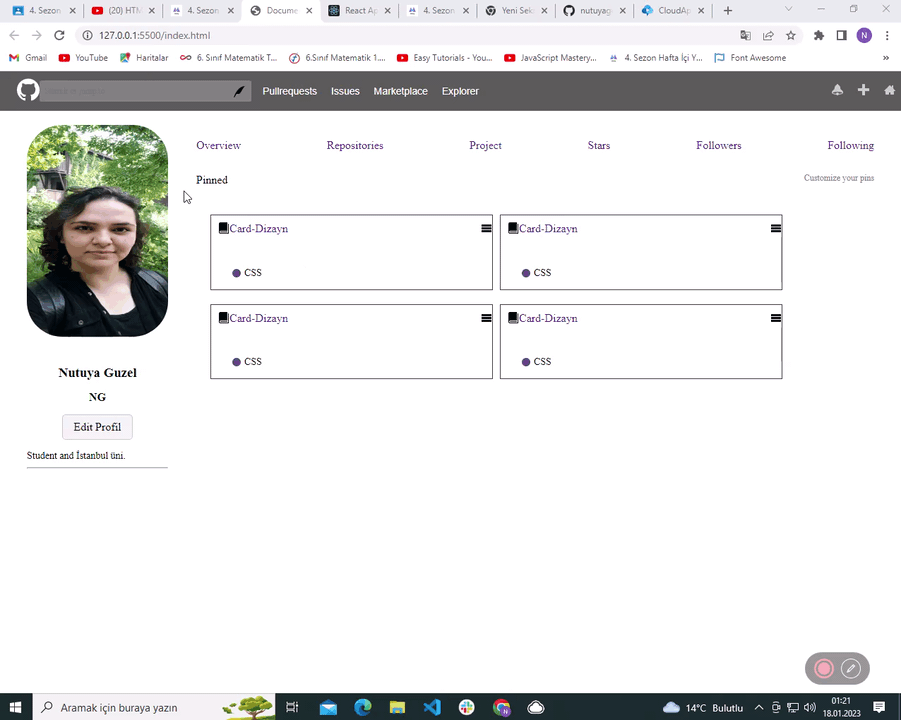 4. Sezon
(20) HTM
4. Sezon
Docume
React Ap
4. Sezon
Yeni Sek
nutuyag
CloudAp
127.0.0.1:5500/index.html
Gmail
YouTube
Haritalar
6. Sınıf Matematik T...
6.Sınıf Matematik 1....
Easy Tutorials - You...
JavaScript Mastery...
4. Sezon Hafta İçi Y...
Font Awesome
»
Pullrequests
Issues
Marketplace
Explorer
Overview
Repositories
Project
Stars
Followers
Following
Pinned
Customize your pins
Card-Dizayn
CSS
Card-Dizayn
CSS
Card-Dizayn
CSS
Card-Dizayn
CSS
Nutuya Guzel
NG
Edit Profil
Student and İstanbul üni.
Aramak için buraya yazın
14°C Bulutlu
01:21
18.01.2023